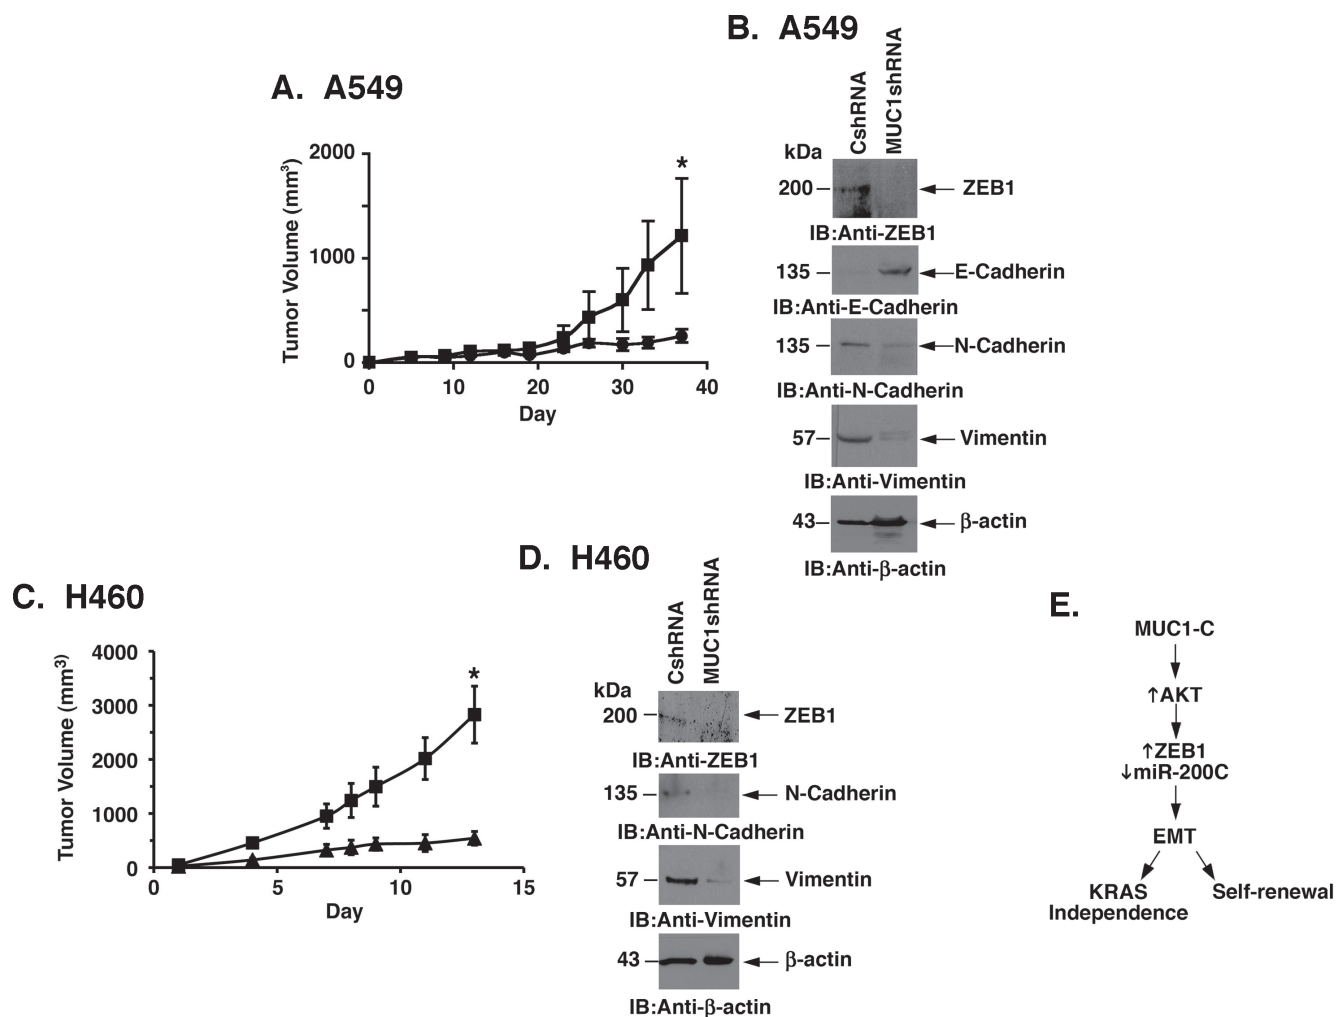 A. A549
Tumor Volume (mm³)
2000
1000
0
0 10 20 30 40
Day
*
B. A549
CshRNA
MUC1shRNA
kDa
200 ZEB1
IB:Anti-ZEB1
135 E-Cadherin
IB:Anti-E-Cadherin
135 N-Cadherin
IB:Anti-N-Cadherin
57 Vimentin
IB:Anti-Vimentin
43 β-actin
IB:Anti-β-actin
C. H460
Tumor Volume (mm³)
4000
3000
2000
1000
0
0 5 10 15
Day
*
D. H460
CshRNA
MUC1shRNA
kDa
200 ZEB1
IB:Anti-ZEB1
135 N-Cadherin
IB:Anti-N-Cadherin
57 Vimentin
IB:Anti-Vimentin
43 β-actin
IB:Anti-β-actin
E.
MUC1-C
↑AKT
↑ZEB1
↓miR-200C
EMT
KRAS
Independence
Self-renewal